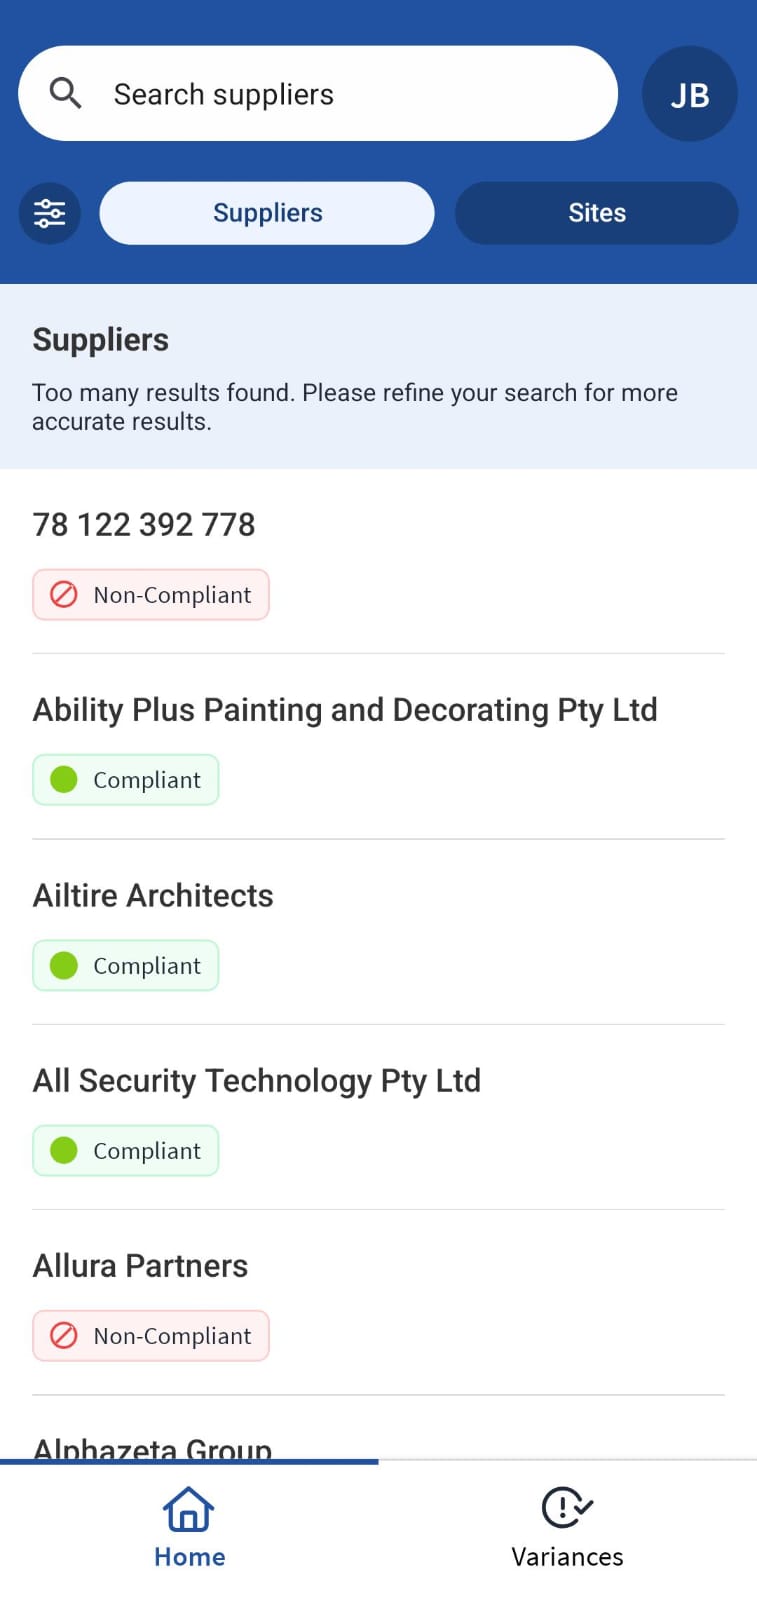 Search suppliers
JB
Suppliers
Sites
Suppliers
Too many results found. Please refine your search for more
accurate results.
78 122 392 778
Non-Compliant
Ability Plus Painting and Decorating Pty Ltd
Compliant
Ailtire Architects
Compliant
All Security Technology Pty Ltd
Compliant
Allura Partners
Non-Compliant
Alphazeta Group
Home
Variances